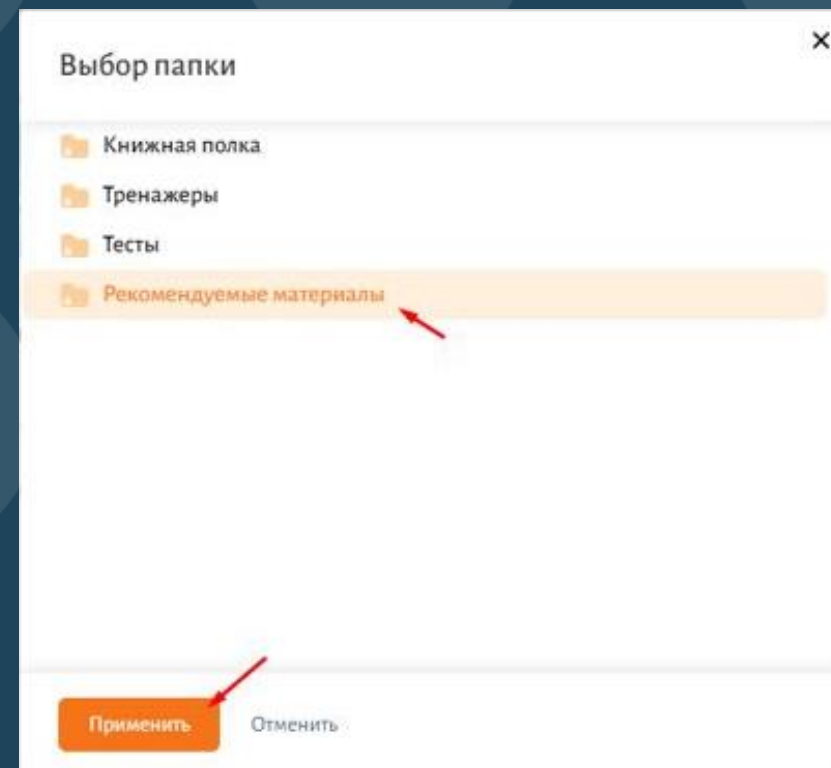 Выбор папки
Книжная полка
Тренажеры
Тесты
Рекомендуемые материалы
Применить Отменить